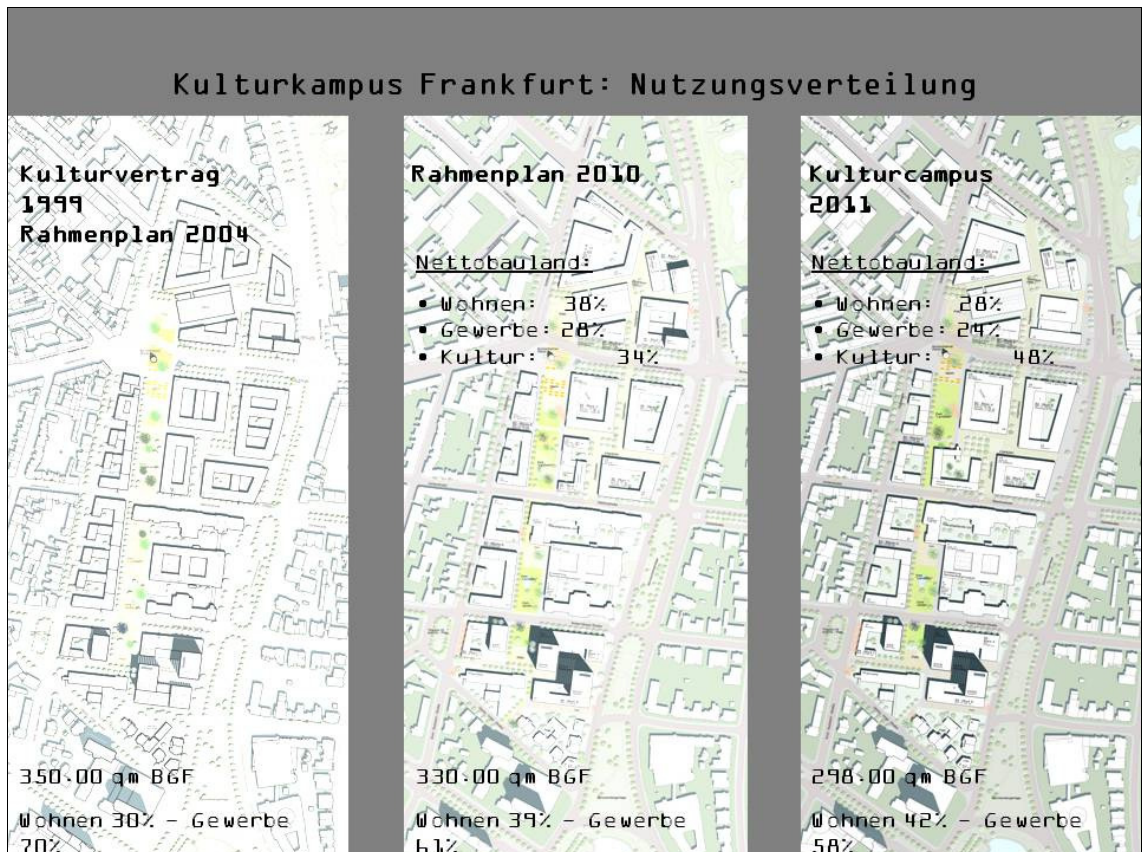 Kulturkampus Frankfurt: Nutzungsverteilung
Kulturvertrag
1999
Rahmenplan 2004
350.00 qm BGF
Wohnen 30% - Gewerbe
70%
Rahmenplan 2010
Nettobauland:
• Wohnen: 38%
• Gewerbe: 28%
• Kultur: 34%
330.00 qm BGF
Wohnen 39% - Gewerbe
61%
Kulturcampus
2011
Nettobauland:
• Wohnen: 28%
• Gewerbe: 24%
• Kultur: 48%
298.00 qm BGF
Wohnen 42% - Gewerbe
58%